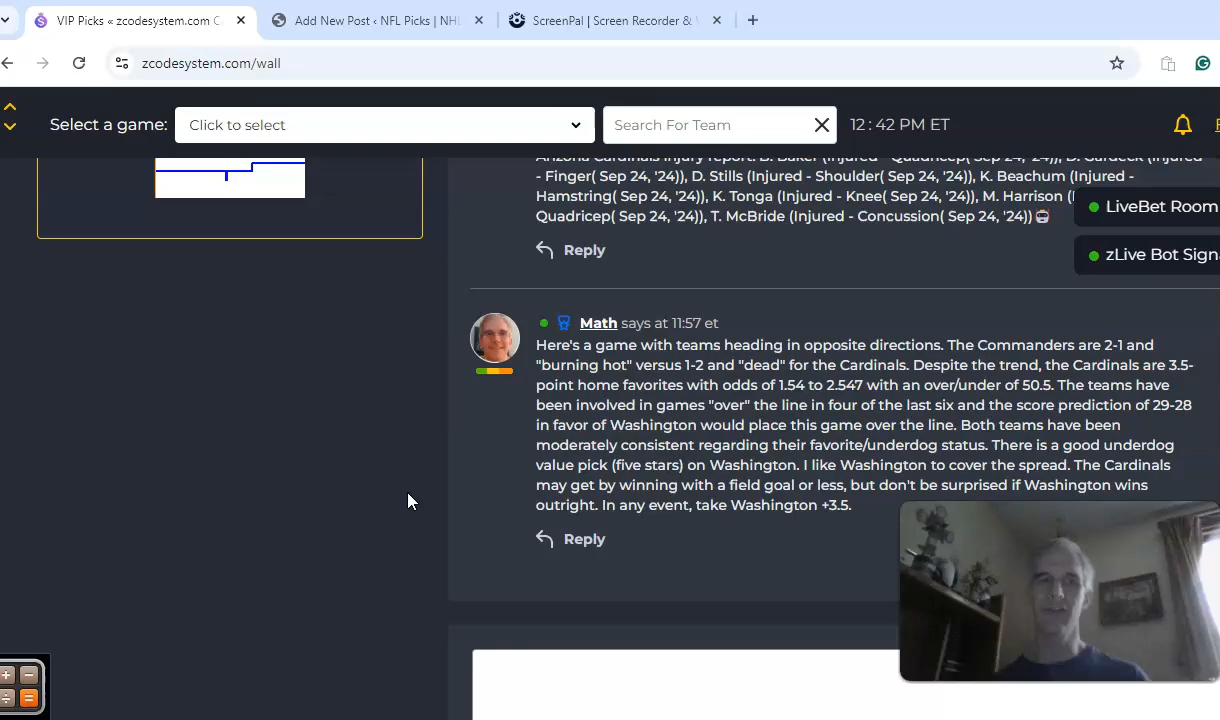 VIP Picks « zcodesystem.com
Add New Post ‹ NFL Picks | NHL
ScreenPal | Screen Recorder &
zcodesystem.com/wall
Select a game: Click to select Search For Team 12:42 PM ET
Arizona Cardinals injury report: B. Baker (Injured - Quadricep( Sep 24, '24)), D. Gardeck (Injured
- Finger( Sep 24, '24)), D. Stills (Injured - Shoulder( Sep 24, '24)), K. Beachum (Injured -
Hamstring( Sep 24, '24)), K. Tonga (Injured - Knee( Sep 24, '24)), M. Harrison (
Quadricep( Sep 24, '24)), T. McBride (Injured - Concussion( Sep 24, '24))
LiveBet Room
Reply
zLive Bot
Math says at 11:57 et
Here's a game with teams heading in opposite directions. The Commanders are 2-1 and
"burning hot" versus 1-2 and "dead" for the Cardinals. Despite the trend, the Cardinals are 3.5-
point home favorites with odds of 1.54 to 2.547 with an over/under of 50.5. The teams have
been involved in games "over" the line in four of the last six and the score prediction of 29-28
in favor of Washington would place this game over the line. Both teams have been
moderately consistent regarding their favorite/underdog status. There is a good underdog
value pick (five stars) on Washington. I like Washington to cover the spread. The Cardinals
may get by winning with a field goal or less, but don't be surprised if Washington wins
outright. In any event, take Washington +3.5.
Reply